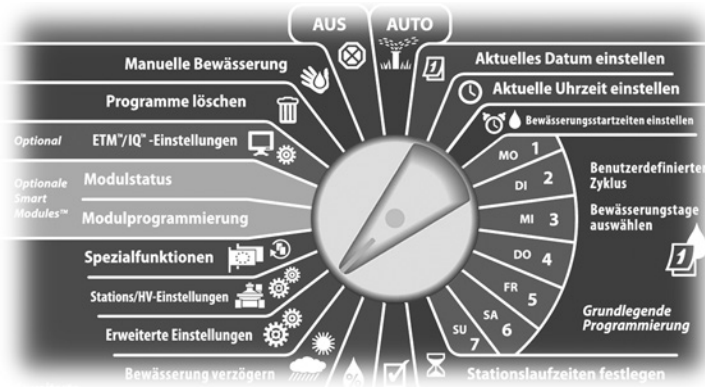 AUS
AUTO
Manuelle Bewässerung
Programme löschen
Optional
ETM™/IQ™ -Einstellungen
Optionale
Smart
Modules™
Modulstatus
Modulprogrammierung
Spezialfunktionen
Stations/HV-Einstellungen
Erweiterte Einstellungen
Bewässerung verzögern
%
Aktuelles Datum einstellen
1
Aktuelle Uhrzeit einstellen
Bewässerungsstartzeiten einstellen
MO 1
DI 2
MI 3
DO 4
FR 5
SA 6
SU 7
Benutzerdefinierter
Zyklus
Bewässerungstage
auswählen
1
Grundlegende
Programmierung
Stationslaufzeiten festlegen